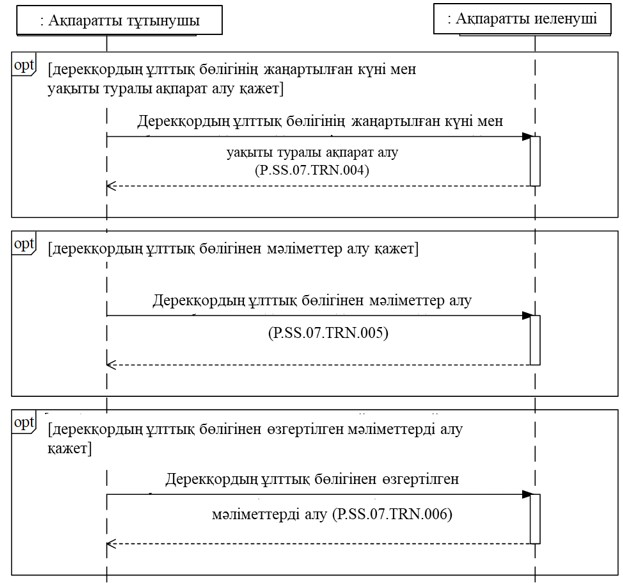 : Ақпаратты тұтынушы
: Ақпаратты иеленуші
opt
[дерекқордың ұлттық бөлігінің жаңартылған күні мен
уақыты туралы ақпарат алу қажет]
Дерекқордың ұлттық бөлігінің жаңартылған күні мен
уақыты туралы ақпарат алу
(P.SS.07.TRN.004)
opt
[дерекқордың ұлттық бөлігінен мәліметтер алу қажет]
Дерекқордың ұлттық бөлігінен мәліметтер алу
(P.SS.07.TRN.005)
opt
[дерекқордың ұлттық бөлігінен өзгертілген мәліметтерді алу
қажет]
Дерекқордың ұлттық бөлігінен өзгертілген
мәліметтерді алу (P.SS.07.TRN.006)